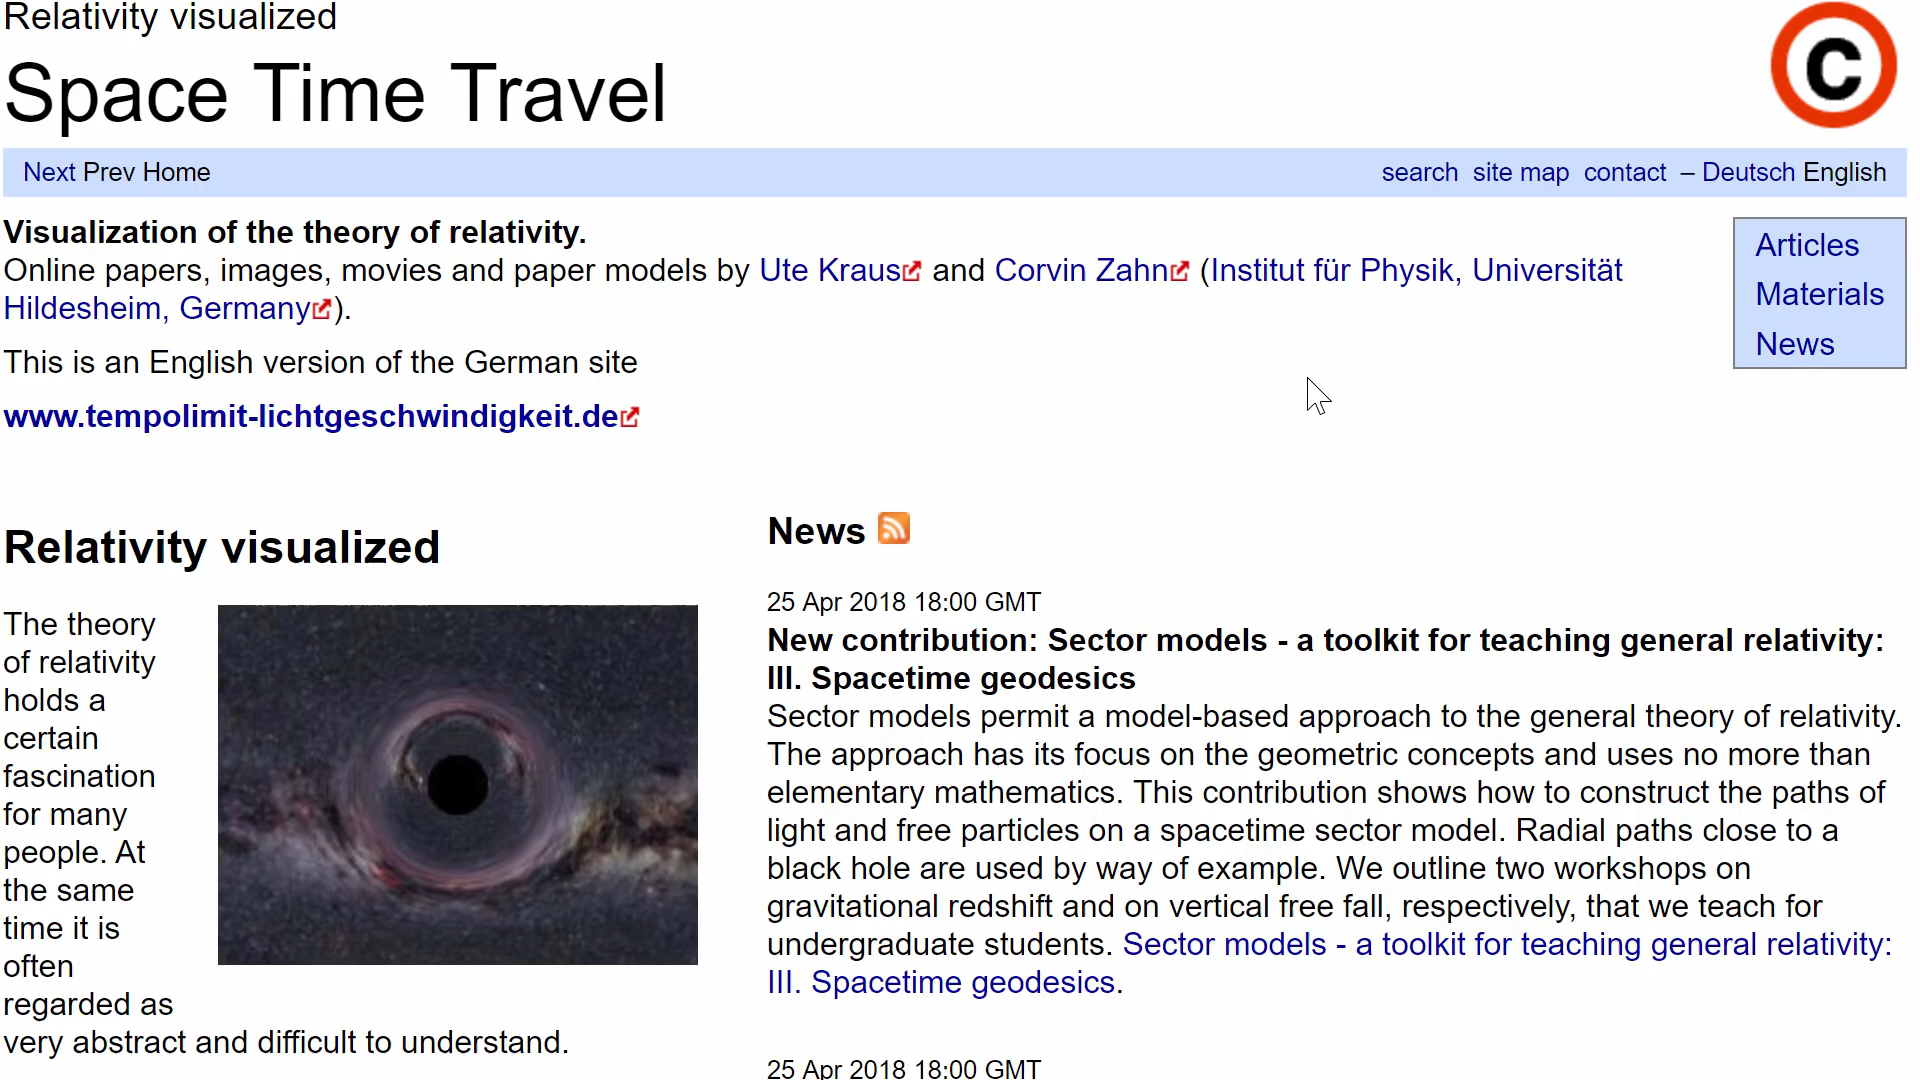 Relativity visualized
Space Time Travel
C
Next Prev Home
search site map contact – Deutsch English
Visualization of the theory of relativity.
Online papers, images, movies and paper models by Ute Kraus and Corvin Zahn (Institut für Physik, Universität
Hildesheim, Germany).
This is an English version of the German site
www.tempolimit-lichtgeschwindigkeit.de
Articles
Materials
News
Relativity visualized
The theory
of relativity
holds a
certain
fascination
for many
people. At
the same
time it is
often
regarded as
very abstract and difficult to understand.
News
25 Apr 2018 18:00 GMT
New contribution: Sector models - a toolkit for teaching general relativity:
III. Spacetime geodesics
Sector models permit a model-based approach to the general theory of relativity.
The approach has its focus on the geometric concepts and uses no more than
elementary mathematics. This contribution shows how to construct the paths of
light and free particles on a spacetime sector model. Radial paths close to a
black hole are used by way of example. We outline two workshops on
gravitational redshift and on vertical free fall, respectively, that we teach for
undergraduate students. Sector models - a toolkit for teaching general relativity:
III. Spacetime geodesics.
25 Apr 2018 18:00 GMT